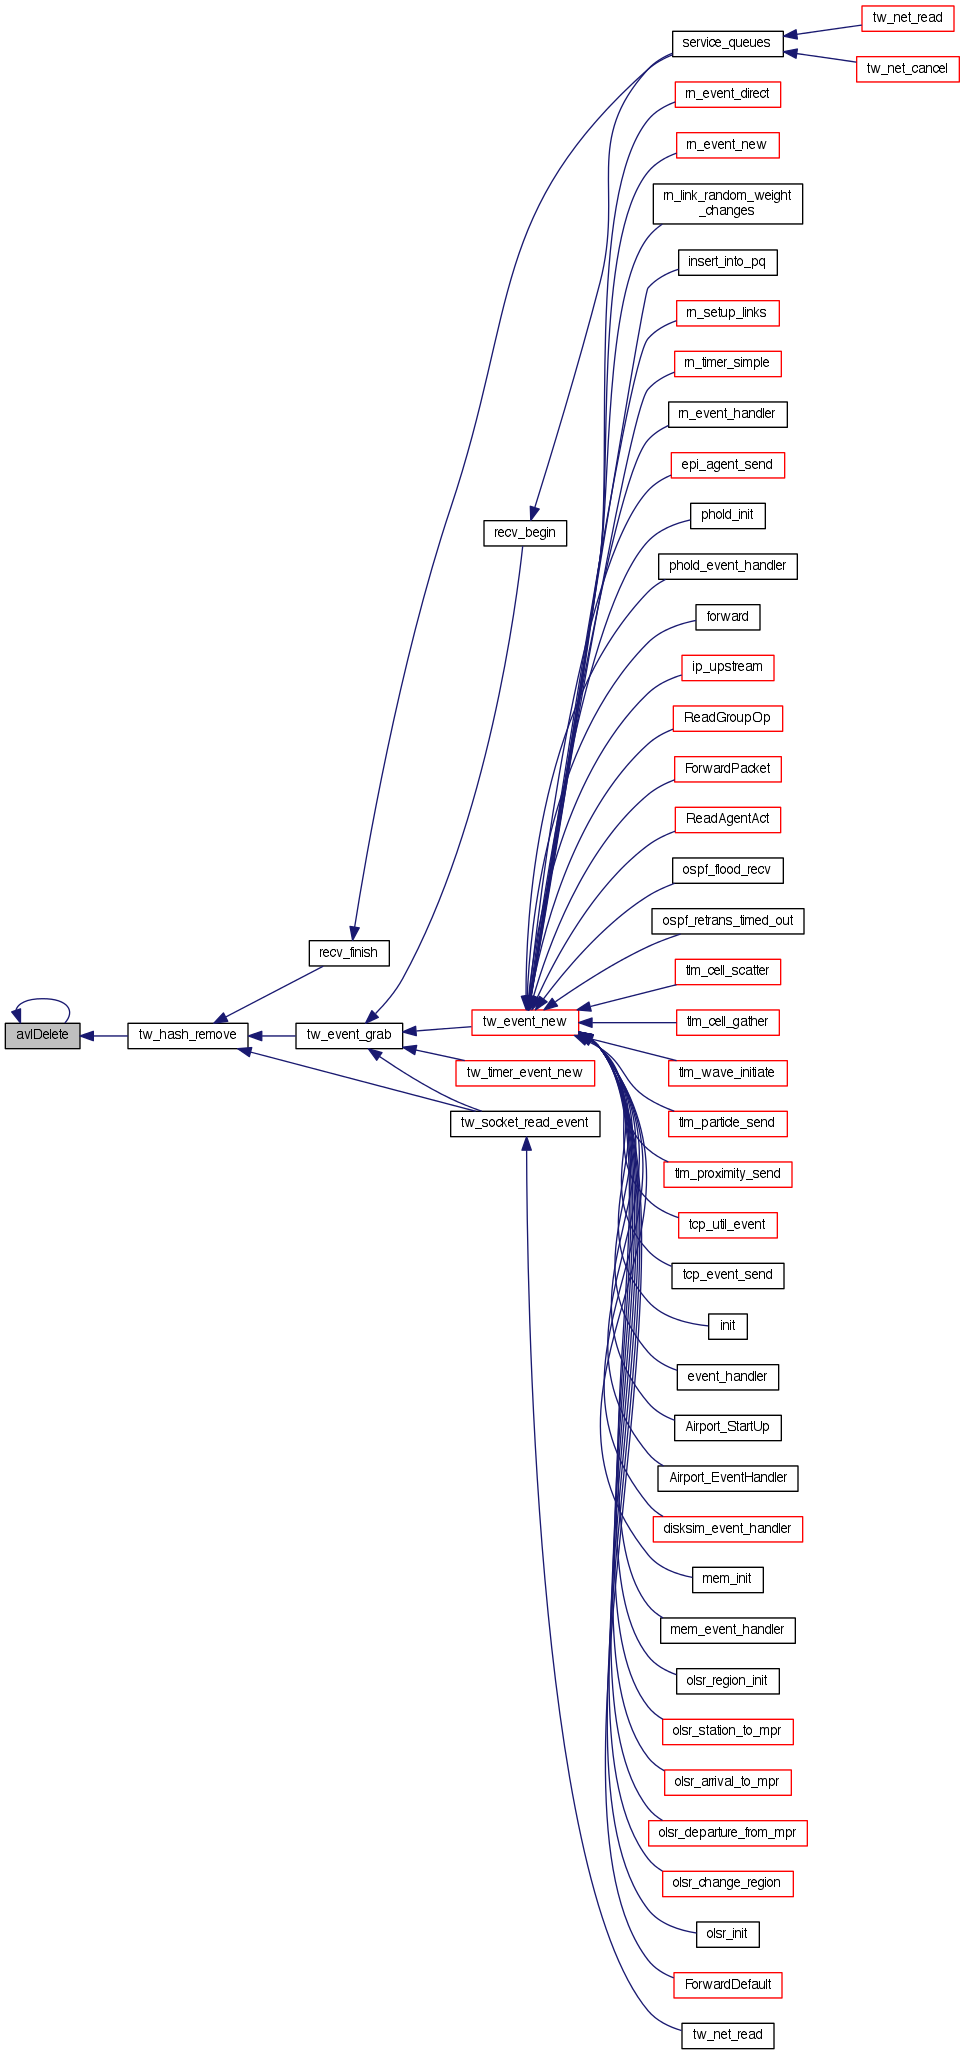 tw_net_read
service_queues
tw_net_cancel
rn_event_direct
rn_event_new
rn_link_random_weight
_changes
insert_into_pq
rn_setup_links
rn_timer_simple
rn_event_handler
epi_agent_send
phold_init
recv_begin
phold_event_handler
forward
ip_upstream
ReadGroupOp
ForwardPacket
ReadAgentAct
ospf_flood_recv
ospf_retrans_timed_out
recv_finish
tlm_cell_scatter
avlDelete
tw_hash_remove
tw_event_grab
tw_event_new
tlm_cell_gather
tw_timer_event_new
tlm_wave_initiate
tw_socket_read_event
tlm_particle_send
tlm_proximity_send
tcp_util_event
tcp_event_send
init
event_handler
Airport_StartUp
Airport_EventHandler
disksim_event_handler
mem_init
mem_event_handler
olsr_region_init
olsr_station_to_mpr
olsr_arrival_to_mpr
olsr_departure_from_mpr
olsr_change_region
olsr_init
ForwardDefault
tw_net_read